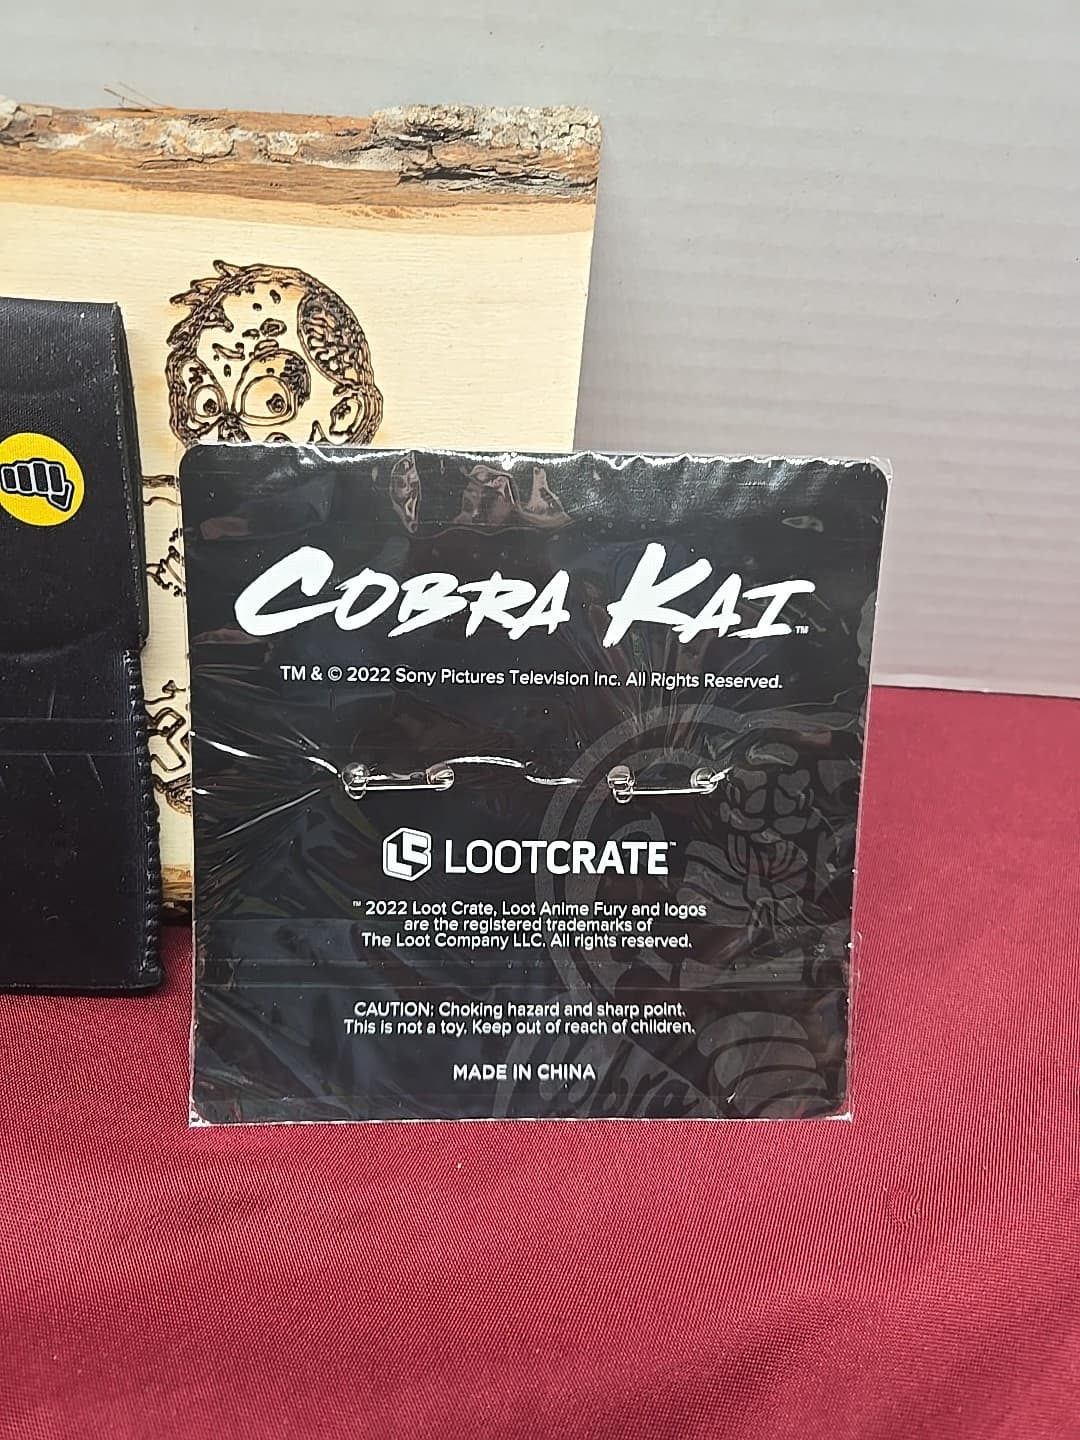 COBRA KAI™
TM & © 2022 Sony Pictures Television Inc. All Rights Reserved.
LOOTCRATE™
™ 2022 Loot Crate, Loot Anime Fury and logos
are the registered trademarks of
The Loot Company LLC. All rights reserved.
CAUTION: Choking hazard and sharp point.
This is not a toy. Keep out of reach of children.
MADE IN CHINA